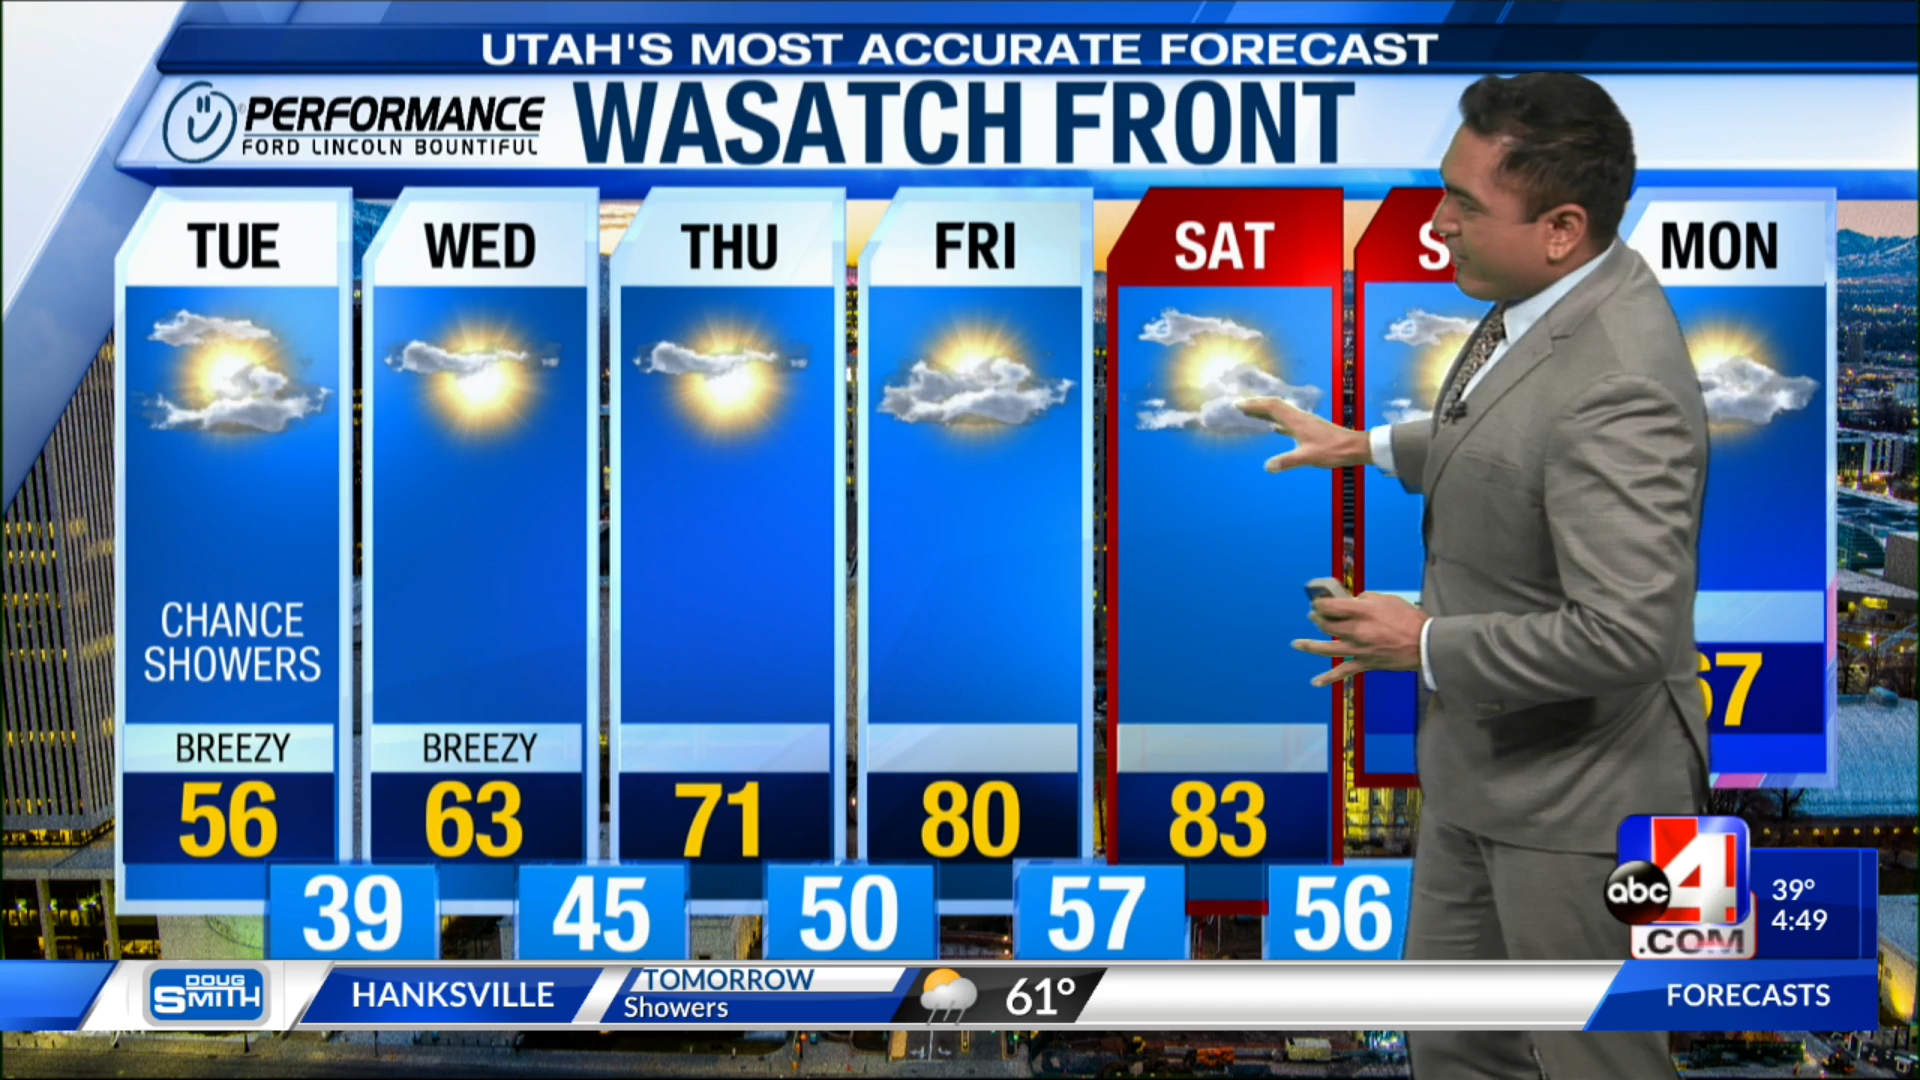 UTAH'S MOST ACCURATE FORECAST
PERFORMANCE
FORD LINCOLN BOUNTIFUL
WASATCH FRONT
TUE
WED
THU
FRI
SAT
S
MON
CHANCE
SHOWERS
BREEZY
BREEZY
56
63
71
80
83
67
39
45
50
57
56
abc
4
.COM
39°
4:49
DOUG
SMITH
HANKSVILLE
TOMORROW
Showers
61°
FORECASTS